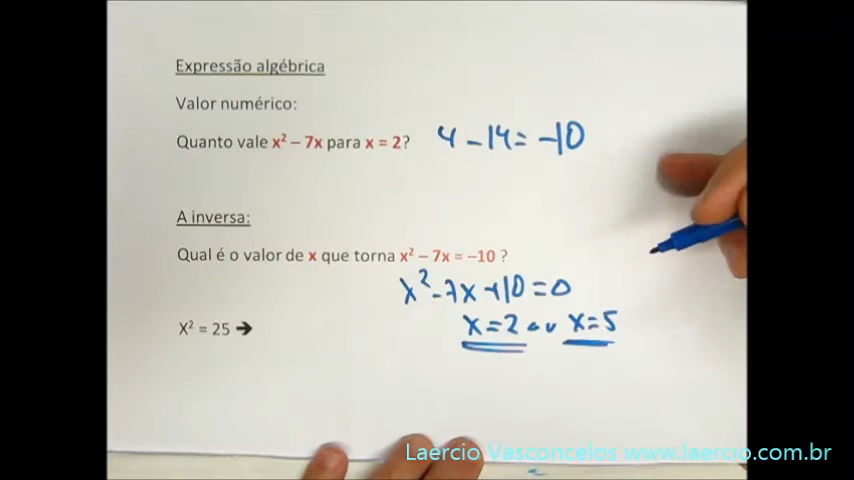 Expressão algébrica
Valor numérico:
Quanto vale x² – 7x para x = 2? 4 - 14 = -10
A inversa:
Qual é o valor de x que torna x² – 7x = –10 ?
x² - 7x + 10 = 0
x = 2 ou x = 5
X² = 25 ➔
Laercio Vasconcelos www.laercio.com.br